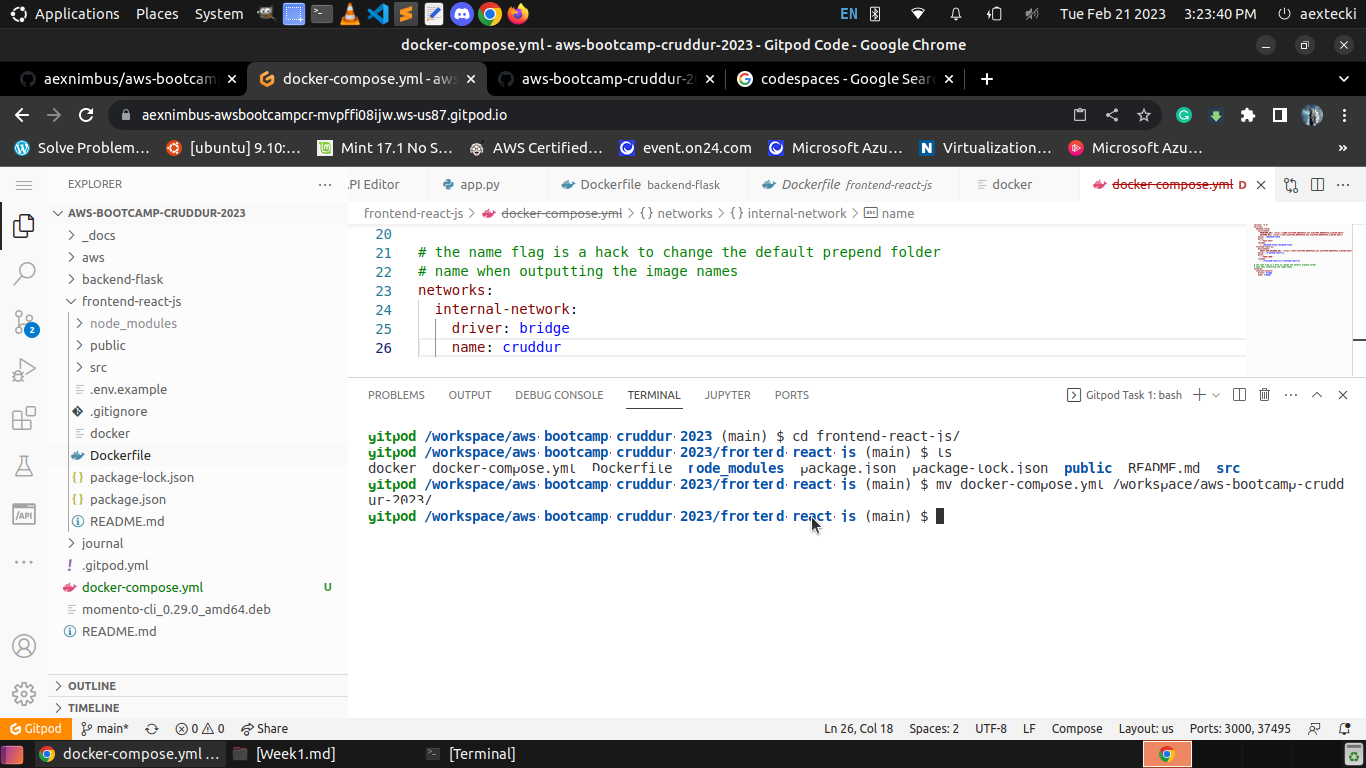 Applications Places System EN Tue Feb 21 2023 3:23:40 PM aextecki
docker-compose.yml - aws-bootcamp-cruddur-2023 - Gitpod Code - Google Chrome
aexnimbus/aws-bootcam docker-compose.yml - aws aws-bootcamp-cruddur-2 codespaces - Google Sear
aexnimbus-awsbootcampcr-mvpffi08ijw.ws-us87.gitpod.io
Solve Problem... [ubuntu] 9.10:... Mint 17.1 No S... AWS Certified... event.on24.com Microsoft Azu... Virtualization... Microsoft Azu... »
EXPLORER
API Editor app.py Dockerfile backend-flask Dockerfile frontend-react-js docker docker-compose.yml D
AWS-BOOTCAMP-CRUDDUR-2023
frontend-react-js > docker-compose.yml > {} networks > {} internal-network > name
_docs
aws
backend-flask
frontend-react-js
node_modules
public
src
.env.example
.gitignore
docker
Dockerfile
package-lock.json
package.json
README.md
journal
.gitpod.yml
docker-compose.yml U
momento-cli_0.29.0_amd64.deb
README.md
OUTLINE
TIMELINE
2
20
21 # the name flag is a hack to change the default prepend folder
22 # name when outputting the image names
23 networks:
24 internal-network:
25 driver: bridge
26 name: cruddur
PROBLEMS OUTPUT DEBUG CONSOLE TERMINAL JUPYTER PORTS Gitpod Task 1: bash
gitpod /workspace/aws-bootcamp-cruddur-2023 (main) $ cd frontend-react-js/
gitpod /workspace/aws-bootcamp-cruddur-2023/frontend-react-js (main) $ ls
docker docker-compose.yml Dockerfile node_modules package.json package-lock.json public README.md src
gitpod /workspace/aws-bootcamp-cruddur-2023/frontend-react-js (main) $ mv docker-compose.yml /workspace/aws-bootcamp-crudd
ur-2023/
gitpod /workspace/aws-bootcamp-cruddur-2023/frontend-react-js (main) $
Gitpod main* 0 0 Share Ln 26, Col 18 Spaces: 2 UTF-8 LF Compose Layout: us Ports: 3000, 37495
docker-compose.yml ... [Week1.md] [Terminal]